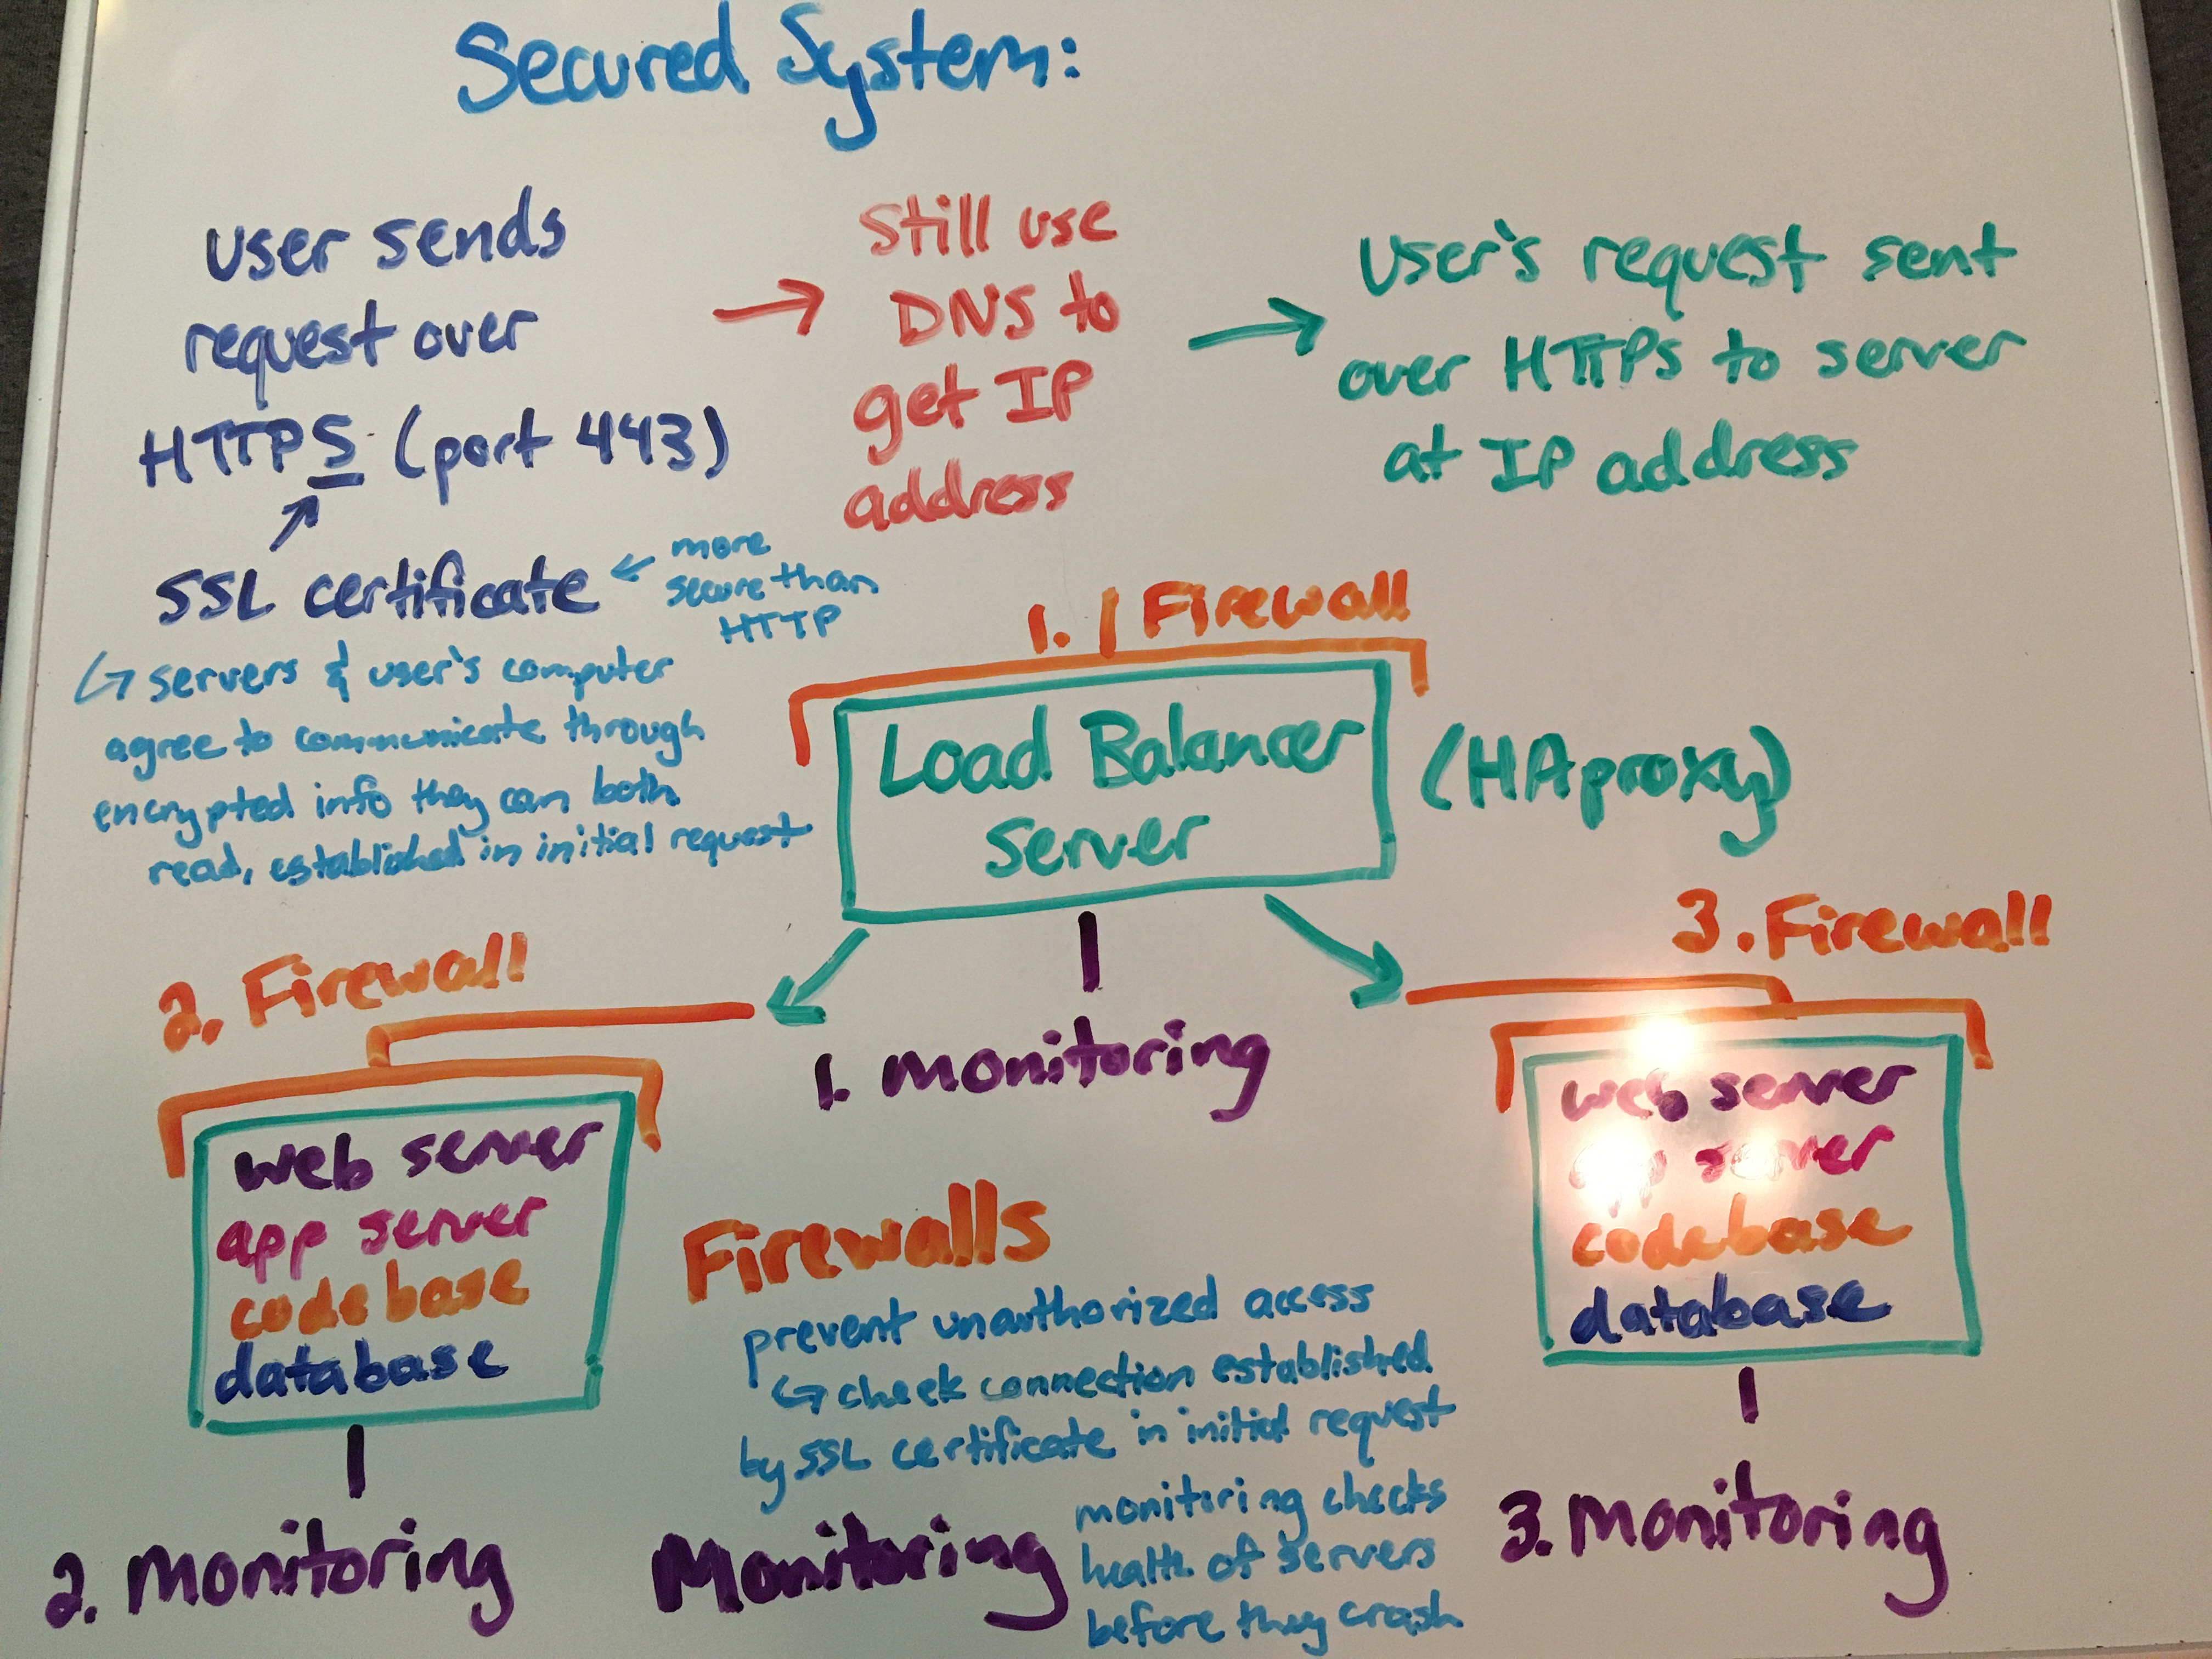 Secured System:
user sends
request over
HTTPS (port 443)
SSL certificate
more
secure than
HTTP
↳ servers & user's computer
agree to communicate through
encrypted info they can both
read, established in initial request
→
still use
DNS to
get IP
address
→
User's request sent
over HTTPS to server
at IP address
1. Firewall
Load Balancer
Server
(HAproxy)
1. monitoring
2. Firewall
web server
app server
code base
database
2. monitoring
3. Firewall
web server
server
codebase
database
3. monitoring
Firewalls
prevent unauthorized access
↳ check connection established
by SSL certificate in initial request
Monitoring
monitoring checks
health of servers
before they crash